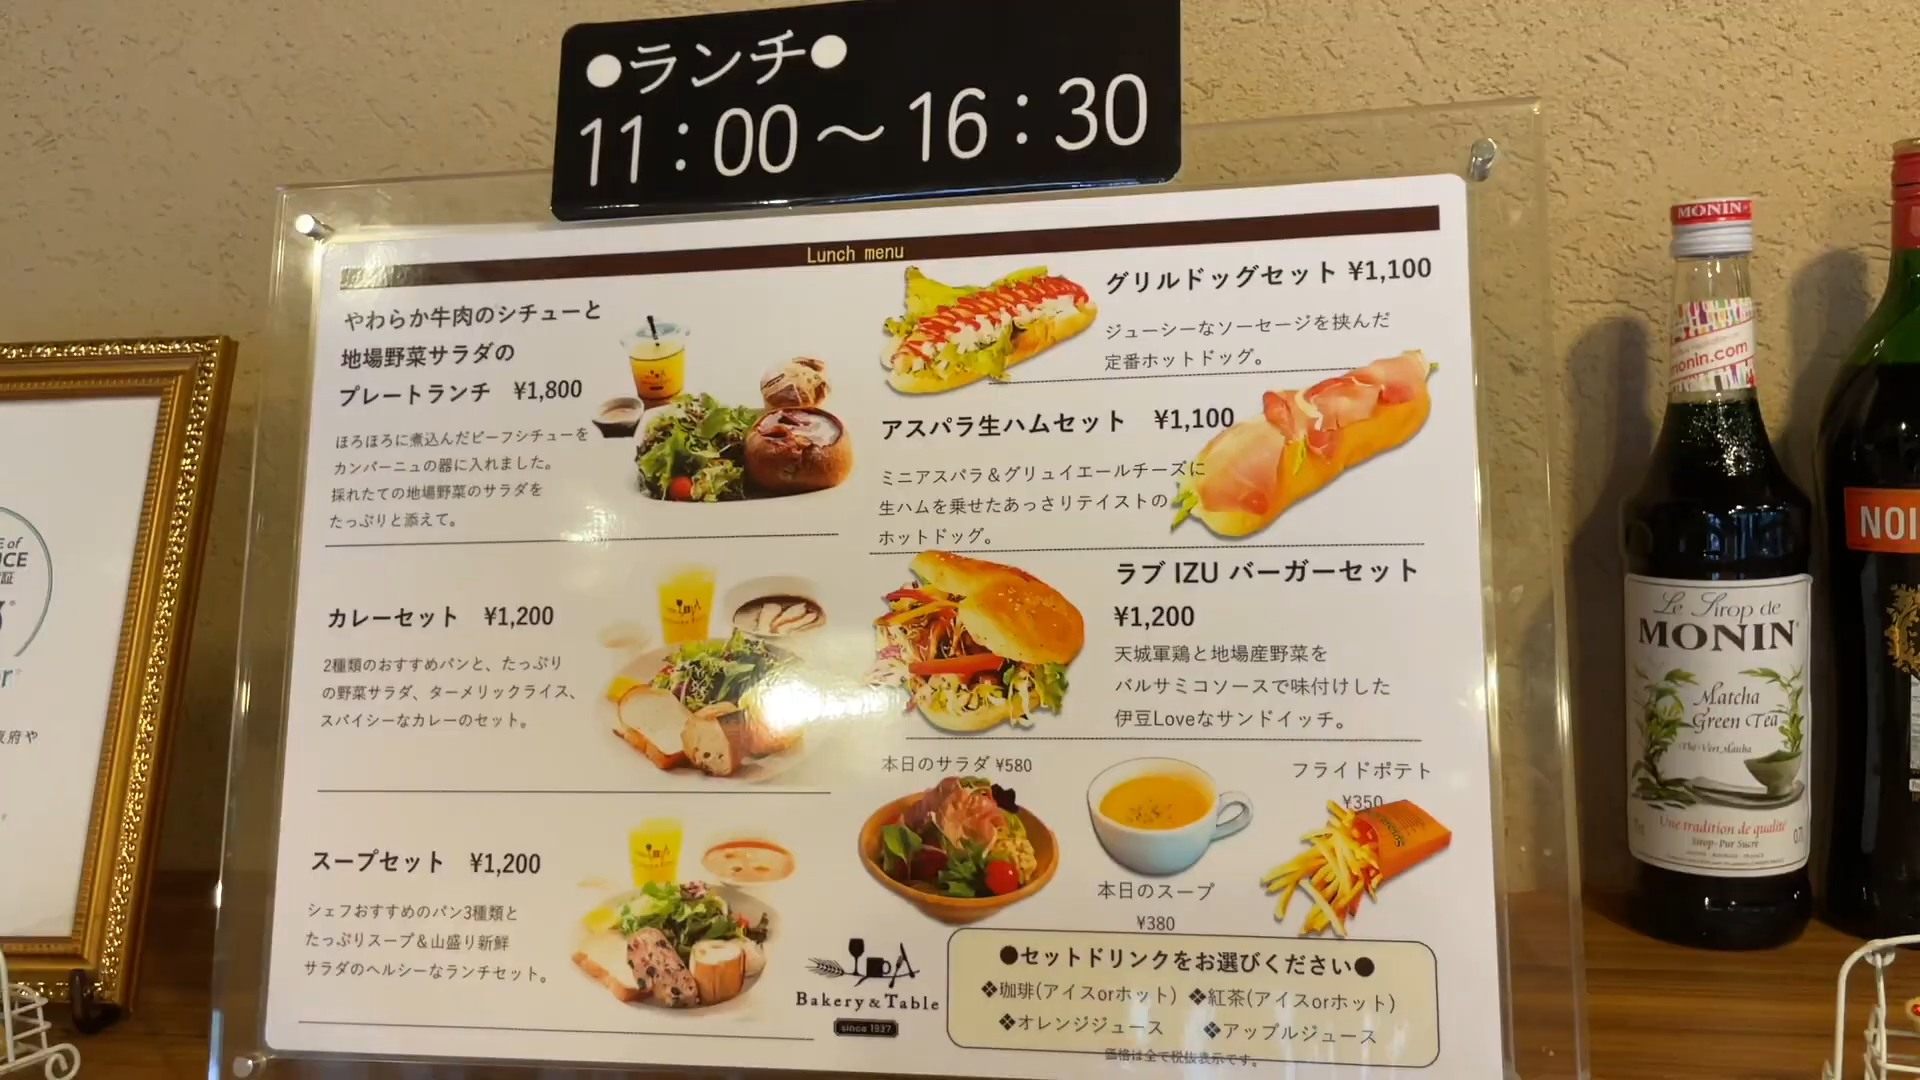 ●ランチ●
11：00～16：30
Lunch menu
やわらか牛肉のシチューと
地場野菜サラダの
プレートランチ ¥1,800
ほろほろに煮込んだビーフシチューを
カンパーニュの器に入れました。
採れたての地場野菜のサラダを
たっぷりと添えて。
カレーセット ¥1,200
2種類のおすすめパンと、たっぷり
の野菜サラダ、ターメリックライス、
スパイシーなカレーのセット。
スープセット ¥1,200
シェフおすすめのパン3種類と
たっぷりスープ＆山盛り新鮮
サラダのヘルシーなランチセット。
グリルドッグセット ¥1,100
ジューシーなソーセージを挟んだ
定番ホットドッグ。
アスパラ生ハムセット ¥1,100
ミニアスパラ＆グリュイエールチーズに
生ハムを乗せたあっさりテイストの
ホットドッグ。
ラブ IZU バーガーセット
¥1,200
天城軍鶏と地場産野菜を
バルサミコソースで味付けした
伊豆Loveなサンドイッチ。
本日のサラダ ¥580
本日のスープ
¥380
フライドポテト
¥350
Bakery & Table
since 1937
●セットドリンクをお選びください●
❖珈琲(アイスorホット) ❖紅茶(アイスorホット)
❖オレンジジュース ❖アップルジュース
価格は全て税抜表示です。
MONIN
monin.com
Le Sirop de
MONIN
Matcha
Green Tea
Thé Vert Matcha
Une tradition de qualité
Sirop-Pur Sucre
NOI